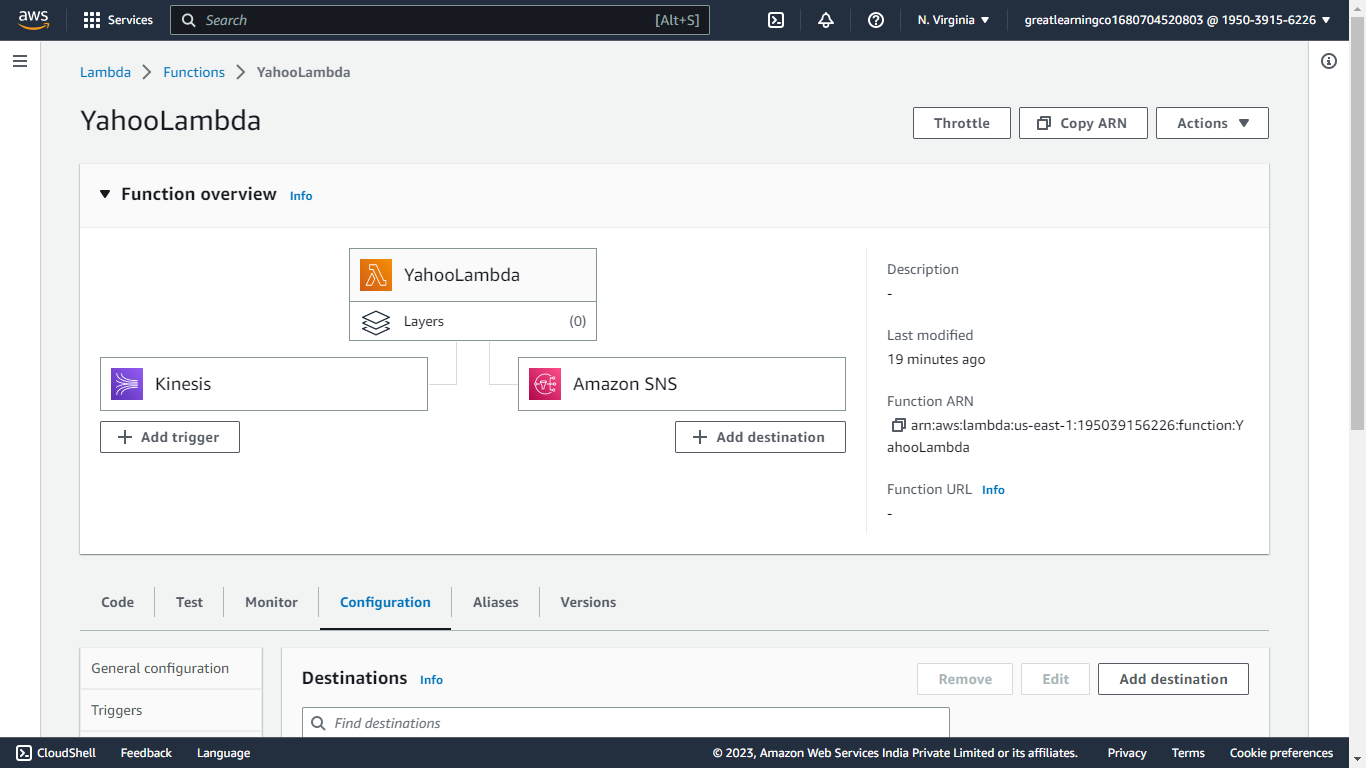 aws Services Search [Alt+S] N. Virginia greatlearningco1680704520803 @ 1950-3915-6226
Lambda Functions YahooLambda
YahooLambda Throttle Copy ARN Actions
Function overview Info
YahooLambda
Layers (0)
Kinesis Amazon SNS
Add trigger Add destination
Description
-
Last modified
19 minutes ago
Function ARN
arn:aws:lambda:us-east-1:195039156226:function:Y
ahooLambda
Function URL Info
-
Code Test Monitor Configuration Aliases Versions
General configuration
Triggers
Destinations Info Remove Edit Add destination
Find destinations
CloudShell Feedback Language © 2023, Amazon Web Services India Private Limited or its affiliates. Privacy Terms Cookie preferences